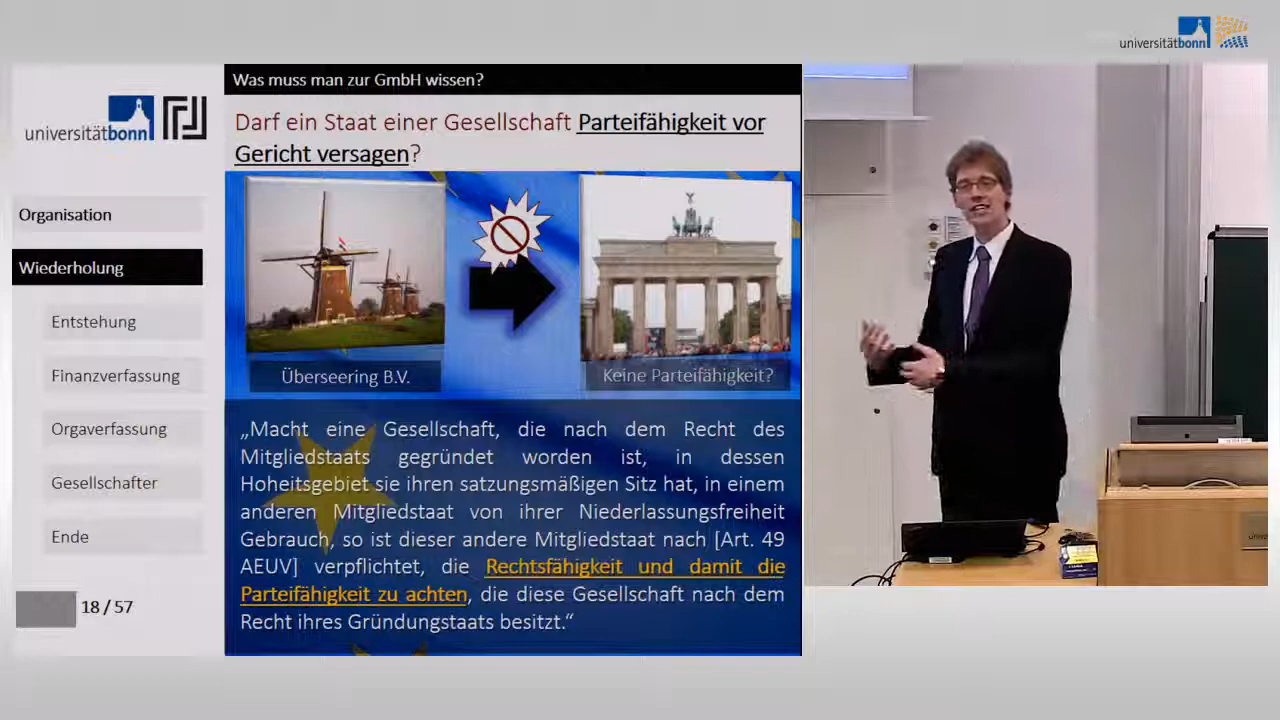 universitätbonn
Was muss man zur GmbH wissen?
universitätbonn
Darf ein Staat einer Gesellschaft Parteifähigkeit vor
Gericht versagen?
Organisation
Wiederholung
Entstehung
Finanzverfassung
Orgaverfassung
Gesellschafter
Ende
18 / 57
Überseering B.V.
Keine Parteifähigkeit?
„Macht eine Gesellschaft, die nach dem Recht des
Mitgliedstaats gegründet worden ist, in dessen
Hoheitsgebiet sie ihren satzungsmäßigen Sitz hat, in einem
anderen Mitgliedstaat von ihrer Niederlassungsfreiheit
Gebrauch, so ist dieser andere Mitgliedstaat nach [Art. 49
AEUV] verpflichtet, die Rechtsfähigkeit und damit die
Parteifähigkeit zu achten, die diese Gesellschaft nach dem
Recht ihres Gründungstaats besitzt.“